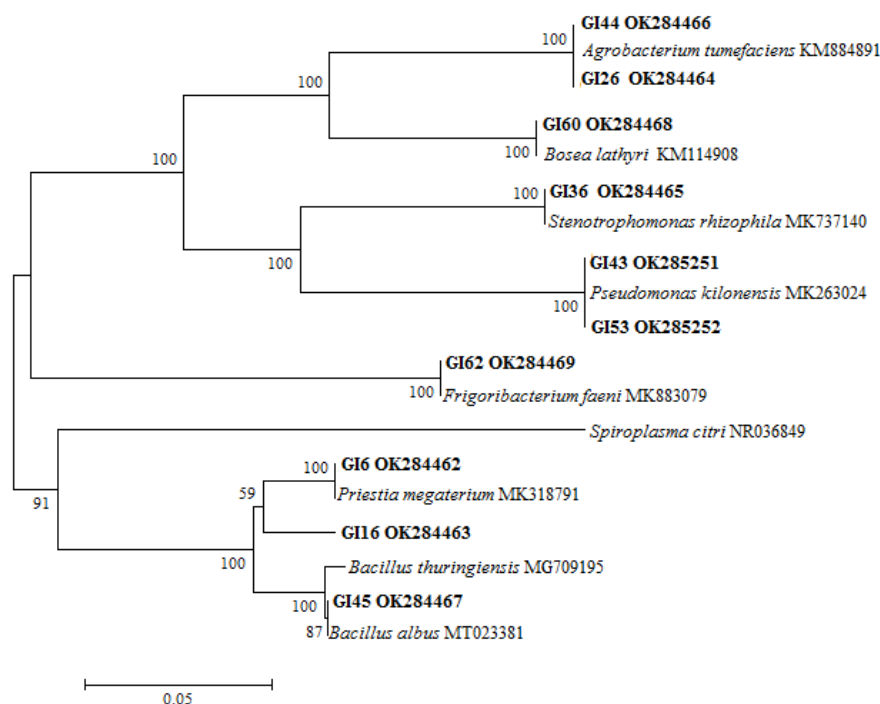 GI44 OK284466
100
Agrobacterium tumefaciens KM884891
GI26 OK284464
100
GI60 OK284468
100
Bosea lathyri KM114908
100
GI36 OK284465
100
Stenotrophomonas rhizophila MK737140
100
GI43 OK285251
Pseudomonas kilonensis MK263024
100
GI53 OK285252
GI62 OK284469
100
Frigoribacterium faeni MK883079
Spiroplasma citri NR036849
GI6 OK284462
100
Priestia megaterium MK318791
59
91
GI16 OK284463
100
Bacillus thuringiensis MG709195
GI45 OK284467
100
87
Bacillus albus MT023381
0.05